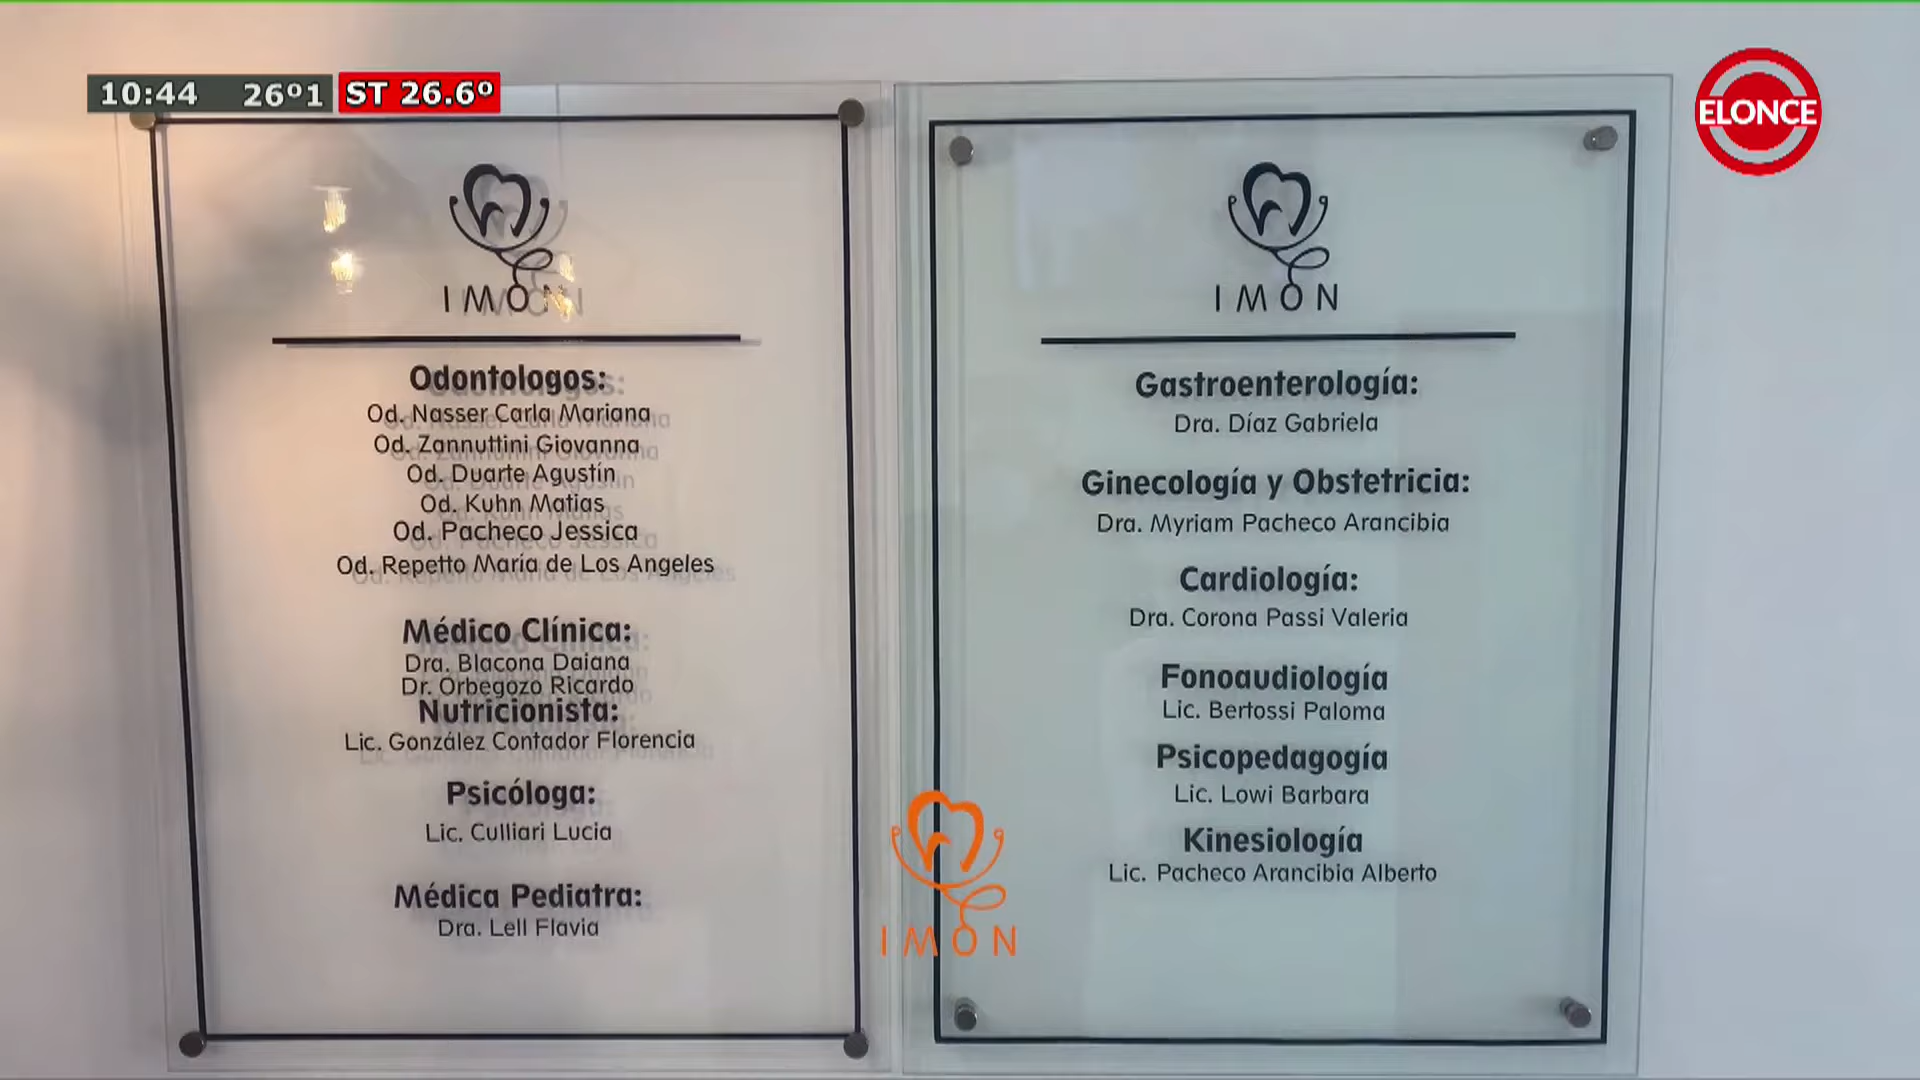 10:44 26º1 ST 26.6º
ELONCE
IMON
Odontologos:
Od. Nasser Carla Mariana
Od. Zannuttini Giovanna
Od. Duarte Agustín
Od. Kuhn Matias
Od. Pacheco Jessica
Od. Repetto María de Los Angeles
Médico Clínica:
Dra. Blacona Daiana
Dr. Orbegozo Ricardo
Nutricionista:
Lic. González Contador Florencia
Psicóloga:
Lic. Culliari Lucia
Médica Pediatra:
Dra. Lell Flavia
IMON
Gastroenterología:
Dra. Díaz Gabriela
Ginecología y Obstetricia:
Dra. Myriam Pacheco Arancibia
Cardiología:
Dra. Corona Passi Valeria
Fonoaudiología
Lic. Bertossi Paloma
Psicopedagogía
Lic. Lowi Barbara
Kinesiología
Lic. Pacheco Arancibia Alberto
IMON